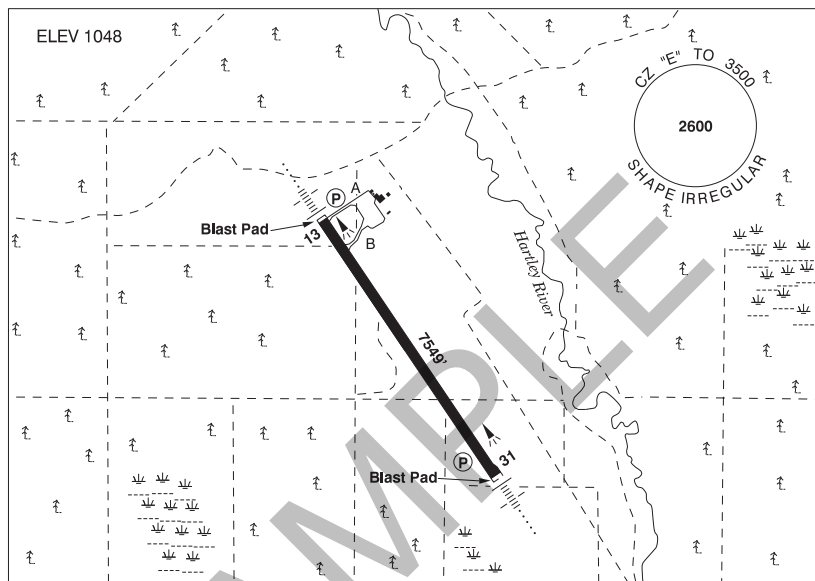 ELEV 1048
CZ "E" TO 3500
2600
SHAPE IRREGULAR
P
A
Blast Pad
13
B
Hartley River
7549'
P
31
Blast Pad
SAMPLE